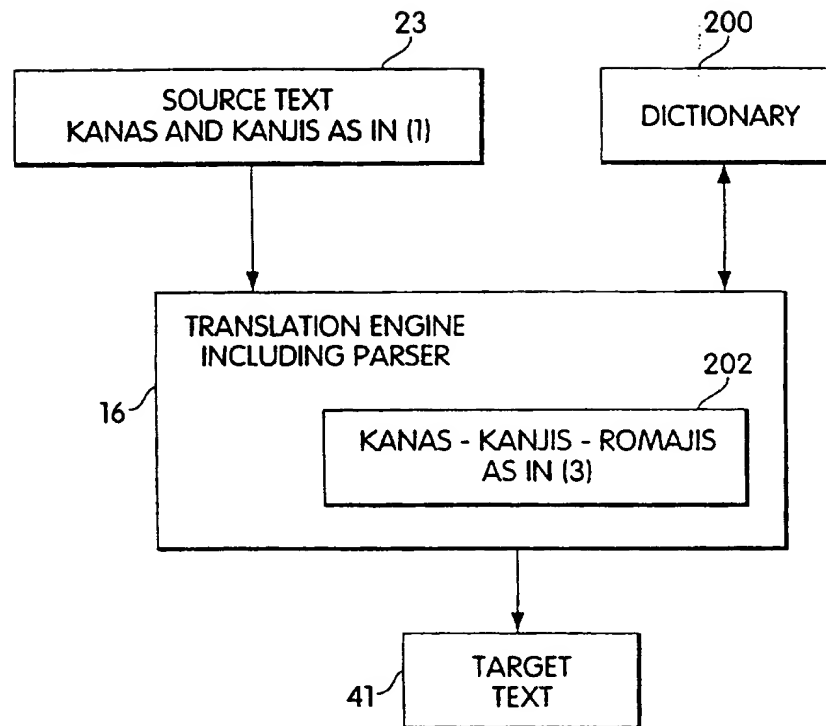 23
200
SOURCE TEXT
KANAS AND KANJIS AS IN (1)
DICTIONARY
TRANSLATION ENGINE
INCLUDING PARSER
202
16
KANAS - KANJIS - ROMAJIS
AS IN (3)
TARGET
TEXT
41